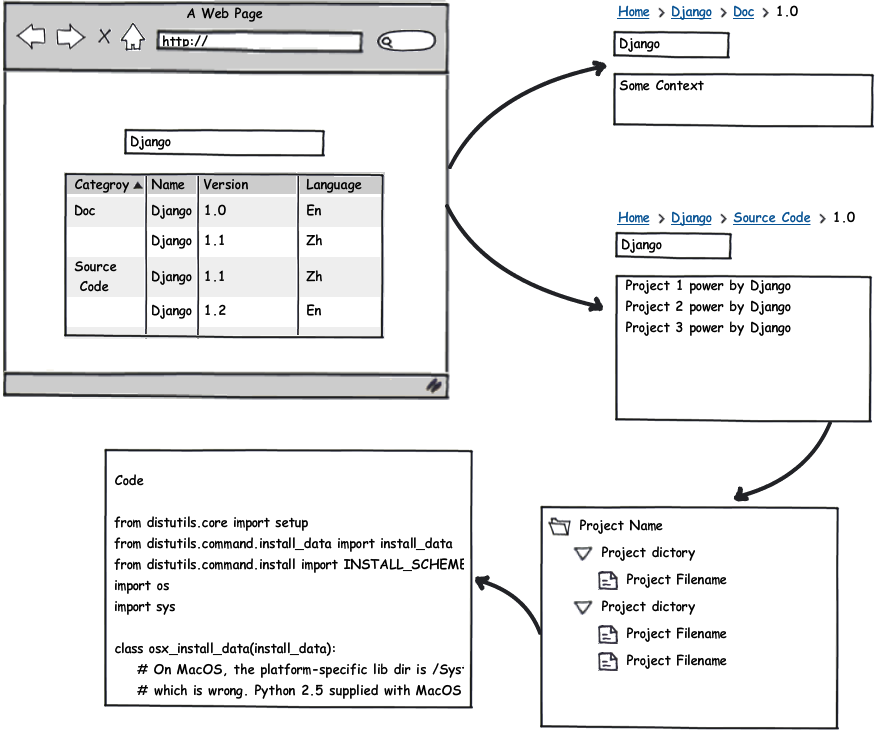 A Web Page
http://
Django
Categroy Name Version Language
Doc Django 1.0 En
Django 1.1 Zh
Source
Code Django 1.1 Zh
Django 1.2 En
Home > Django > Doc > 1.0
Django
Some Context
Home > Django > Source Code > 1.0
Django
Project 1 power by Django
Project 2 power by Django
Project 3 power by Django
Project Name
Project dictory
Project Filename
Project dictory
Project Filename
Project Filename
Code
from distutils.core import setup
from distutils.command.install_data import install_data
from distutils.command.install import INSTALL_SCHEME
import os
import sys
class osx_install_data(install_data):
# On MacOS, the platform-specific lib dir is /Syst
# which is wrong. Python 2.5 supplied with MacOS